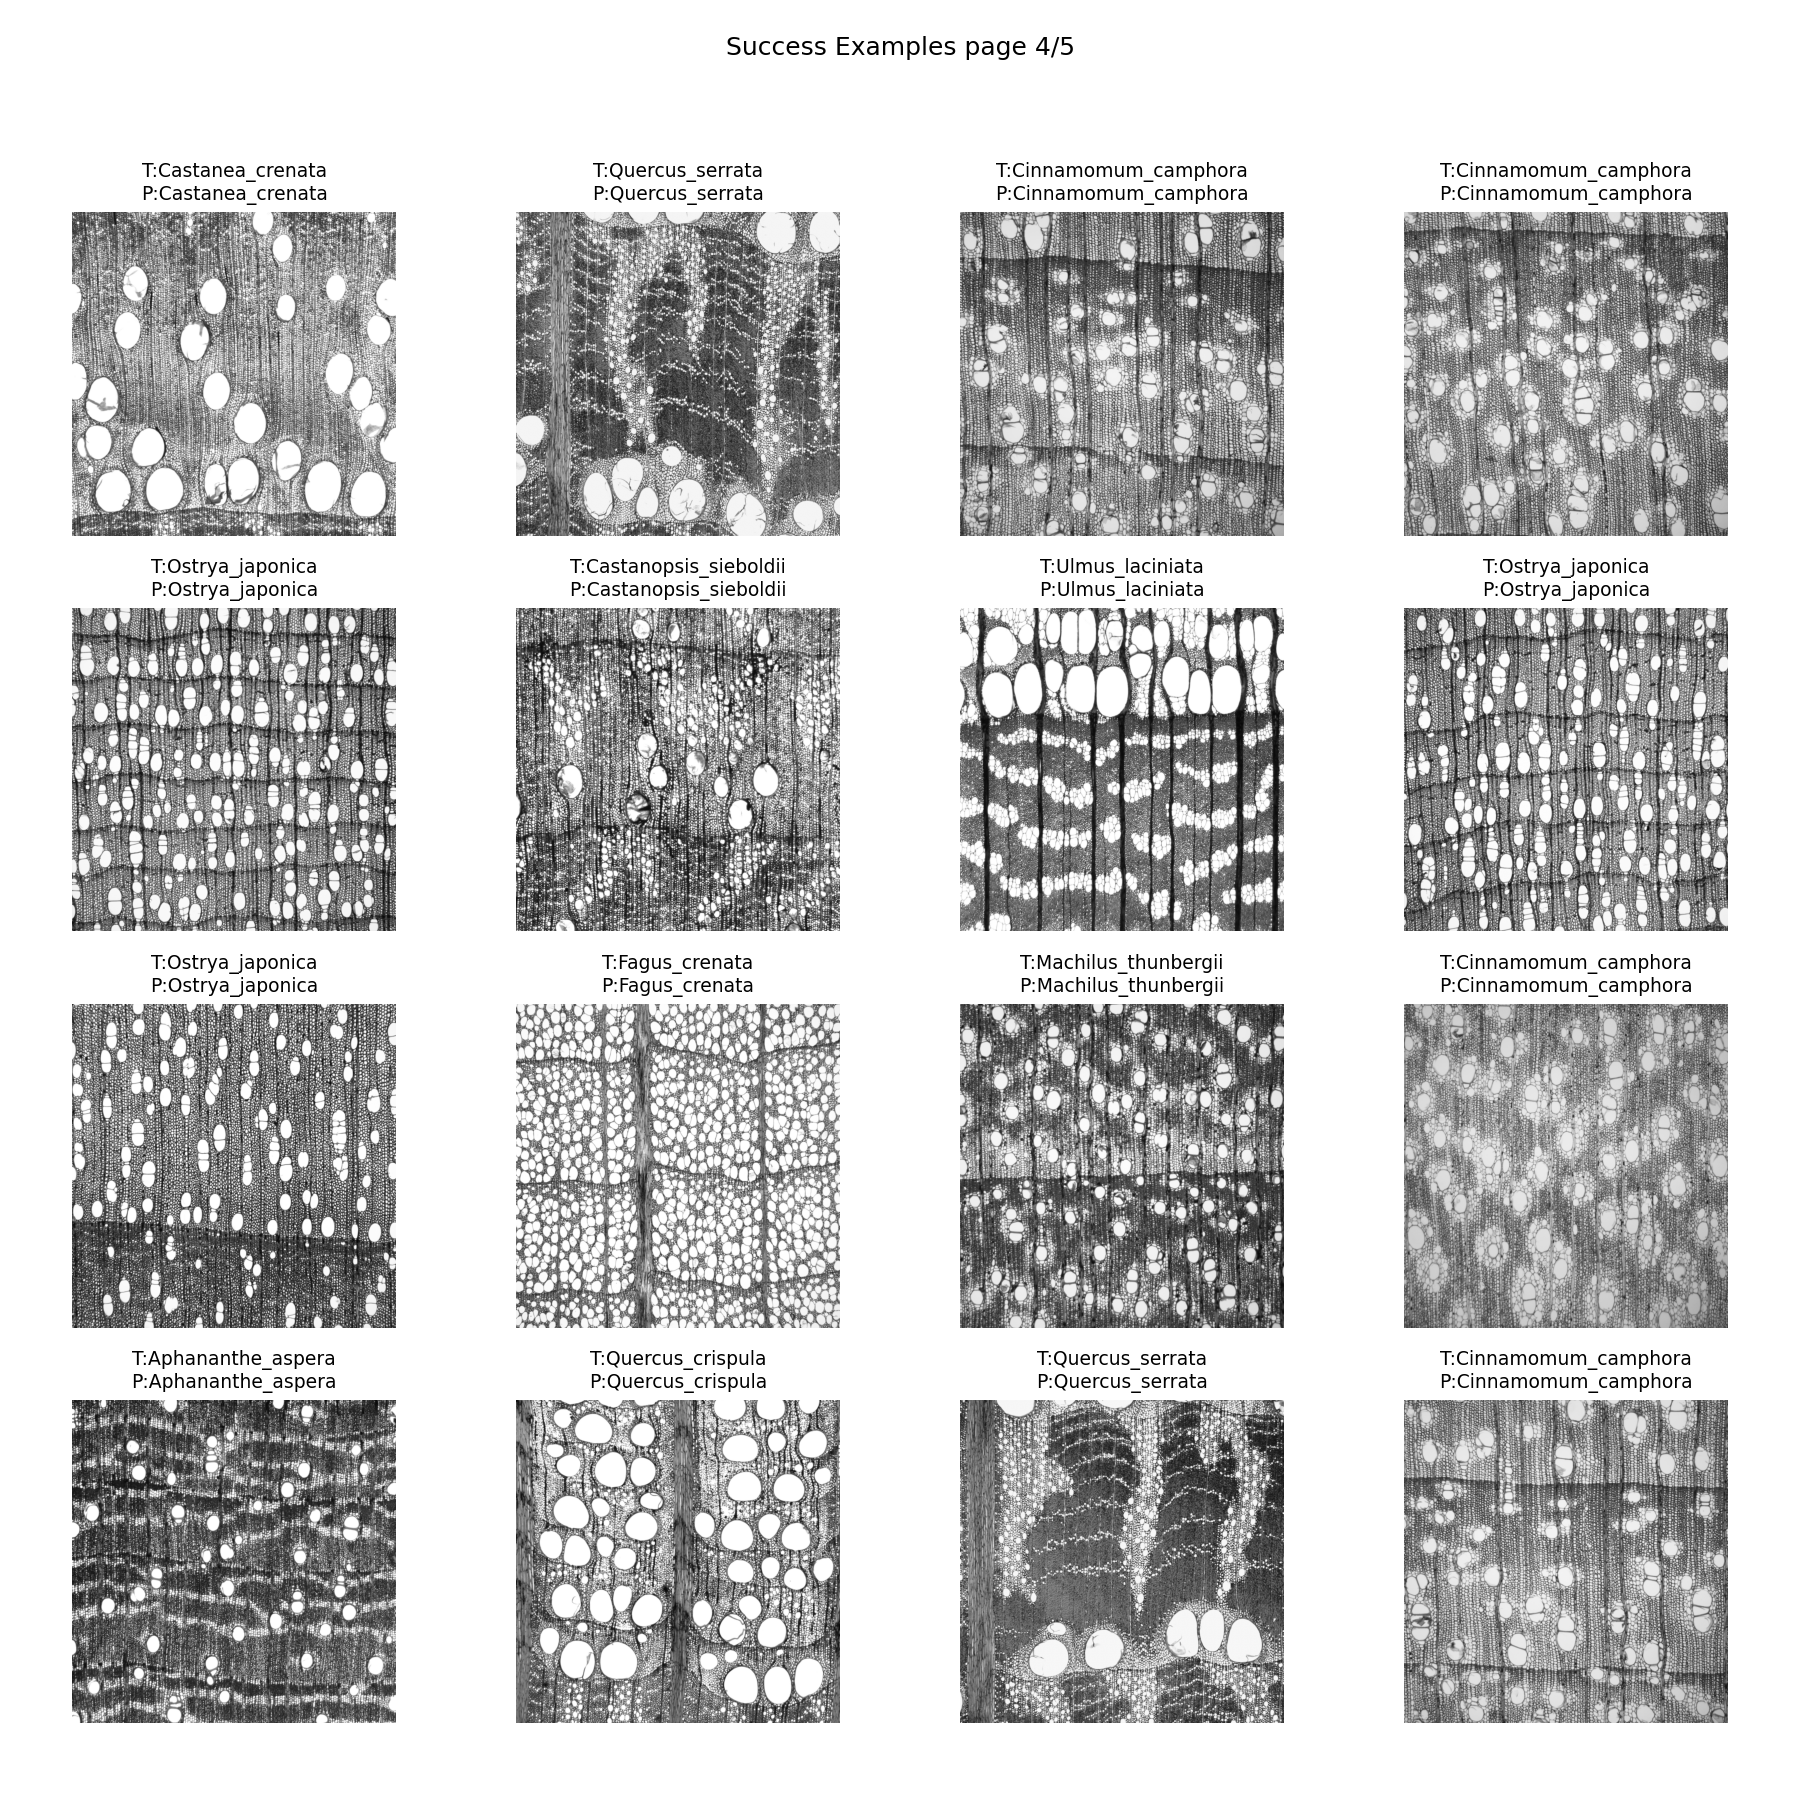 Success Examples page 4/5
T:Castanea_crenata
P:Castanea_crenata
T:Quercus_serrata
P:Quercus_serrata
T:Cinnamomum_camphora
P:Cinnamomum_camphora
T:Cinnamomum_camphora
P:Cinnamomum_camphora
T:Ostrya_japonica
P:Ostrya_japonica
T:Castanopsis_sieboldii
P:Castanopsis_sieboldii
T:Ulmus_laciniata
P:Ulmus_laciniata
T:Ostrya_japonica
P:Ostrya_japonica
T:Ostrya_japonica
P:Ostrya_japonica
T:Fagus_crenata
P:Fagus_crenata
T:Machilus_thunbergii
P:Machilus_thunbergii
T:Cinnamomum_camphora
P:Cinnamomum_camphora
T:Aphananthe_aspera
P:Aphananthe_aspera
T:Quercus_crispula
P:Quercus_crispula
T:Quercus_serrata
P:Quercus_serrata
T:Cinnamomum_camphora
P:Cinnamomum_camphora